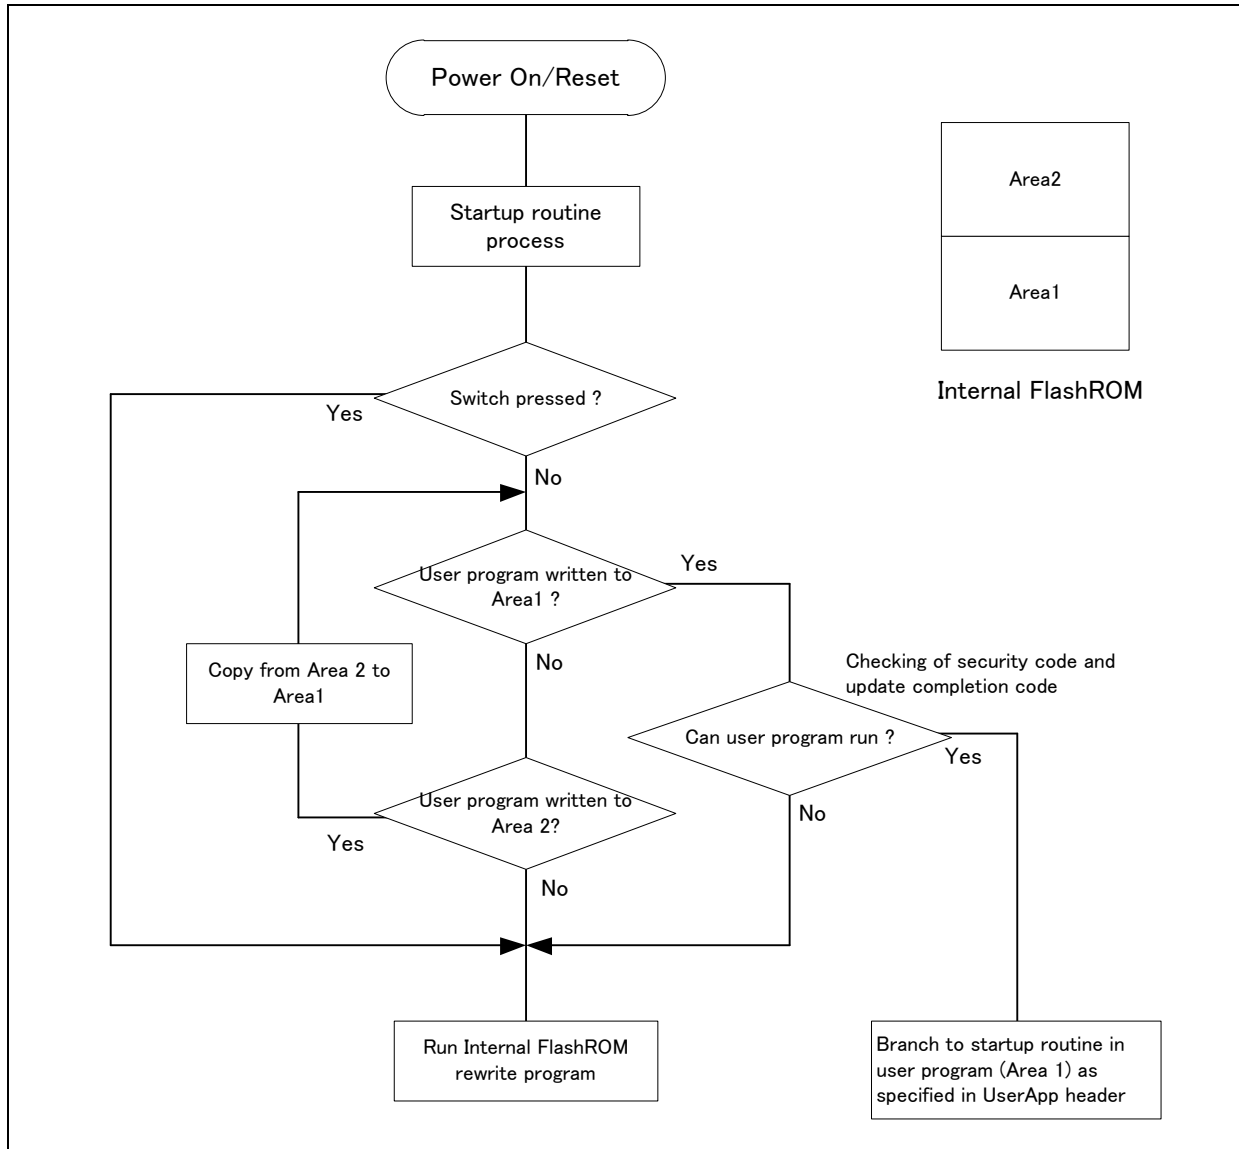 Power On/Reset
Startup routine
process
Area2
Area1
Internal FlashROM
Switch pressed ?
Yes
No
User program written to
Area1 ?
Yes
No
Copy from Area 2 to
Area1
Checking of security code and
update completion code
Can user program run ?
Yes
No
User program written to
Area 2?
Yes
No
Run Internal FlashROM
rewrite program
Branch to startup routine in
user program (Area 1) as
specified in UserApp header